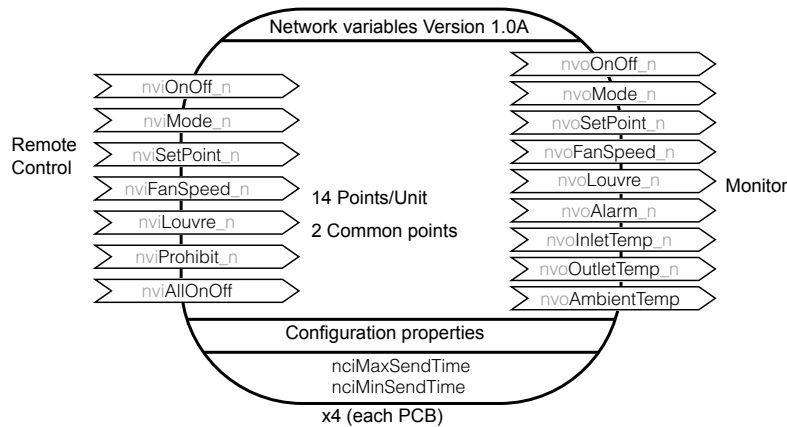 Network variables Version 1.0A
Remote
Control
nviOnOff_n
nviMode_n
nviSetPoint_n
nviFanSpeed_n
nviLouvre_n
nviProhibit_n
nviAllOnOff
14 Points/Unit
2 Common points
nvoOnOff_n
nvoMode_n
nvoSetPoint_n
nvoFanSpeed_n
nvoLouvre_n
nvoAlarm_n
nvoInletTemp_n
nvoOutletTemp_n
nvoAmbientTemp
Monitor
Configuration properties
nciMaxSendTime
nciMinSendTime
x4 (each PCB)